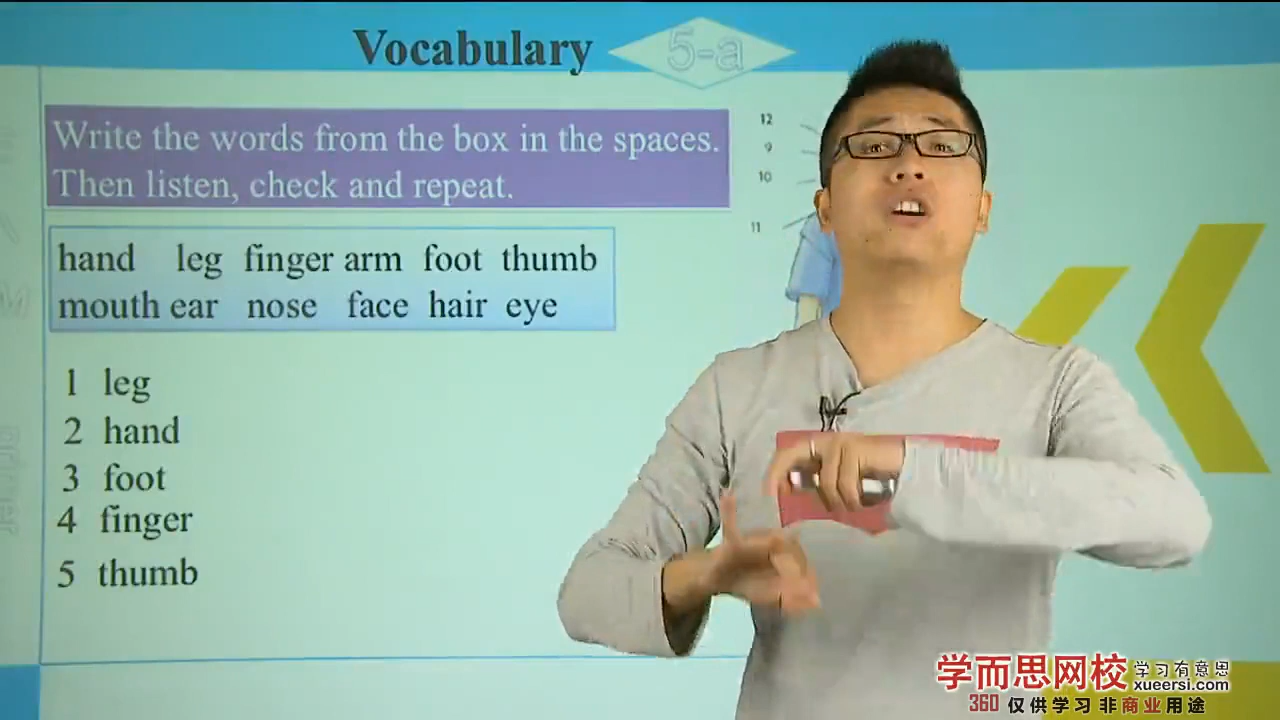 Vocabulary 5-a
Write the words from the box in the spaces.
Then listen, check and repeat.
hand leg finger arm foot thumb
mouth ear nose face hair eye
1 leg
2 hand
3 foot
4 finger
5 thumb
12
9
10
11
学而思网校 学习有意思
xueersi.com
360 仅供学习 非商业用途